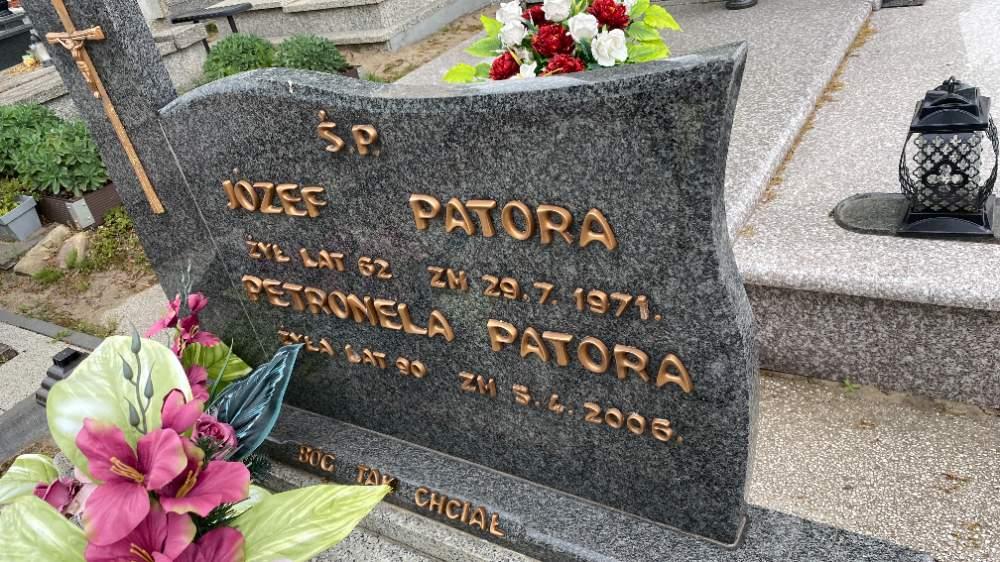 Ś.P.
JÓZEF PATORA
ŻYŁ LAT 62 ZM 29.7.1971.
PETRONELA PATORA
ŻYŁA LAT 90 ZM 5.4.2006.
BÓG TAK CHCIAŁ